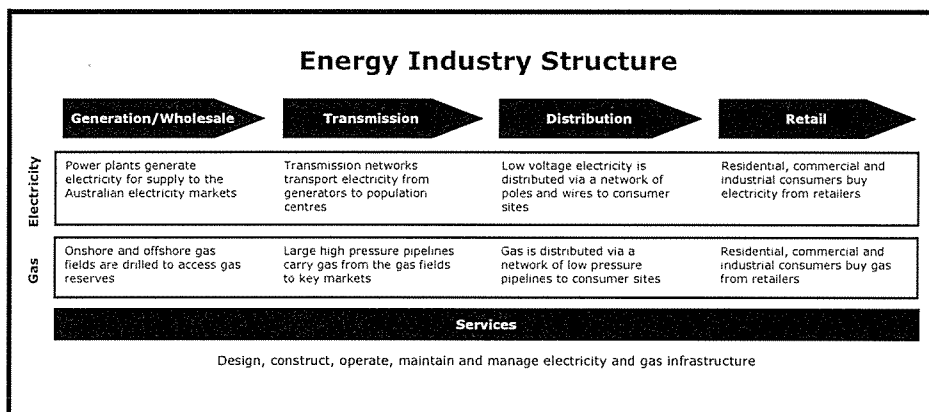 Energy Industry Structure
Generation/Wholesale
Transmission
Distribution
Retail
Electricity
Power plants generate
electricity for supply to the
Australian electricity markets
Transmission networks
transport electricity from
generators to population
centres
Low voltage electricity is
distributed via a network of
poles and wires to consumer
sites
Residential, commercial and
industrial consumers buy
electricity from retailers
Gas
Onshore and offshore gas
fields are drilled to access gas
reserves
Large high pressure pipelines
carry gas from the gas fields
to key markets
Gas is distributed via a
network of low pressure
pipelines to consumer sites
Residential, commercial and
industrial consumers buy gas
from retailers
Services
Design, construct, operate, maintain and manage electricity and gas infrastructure